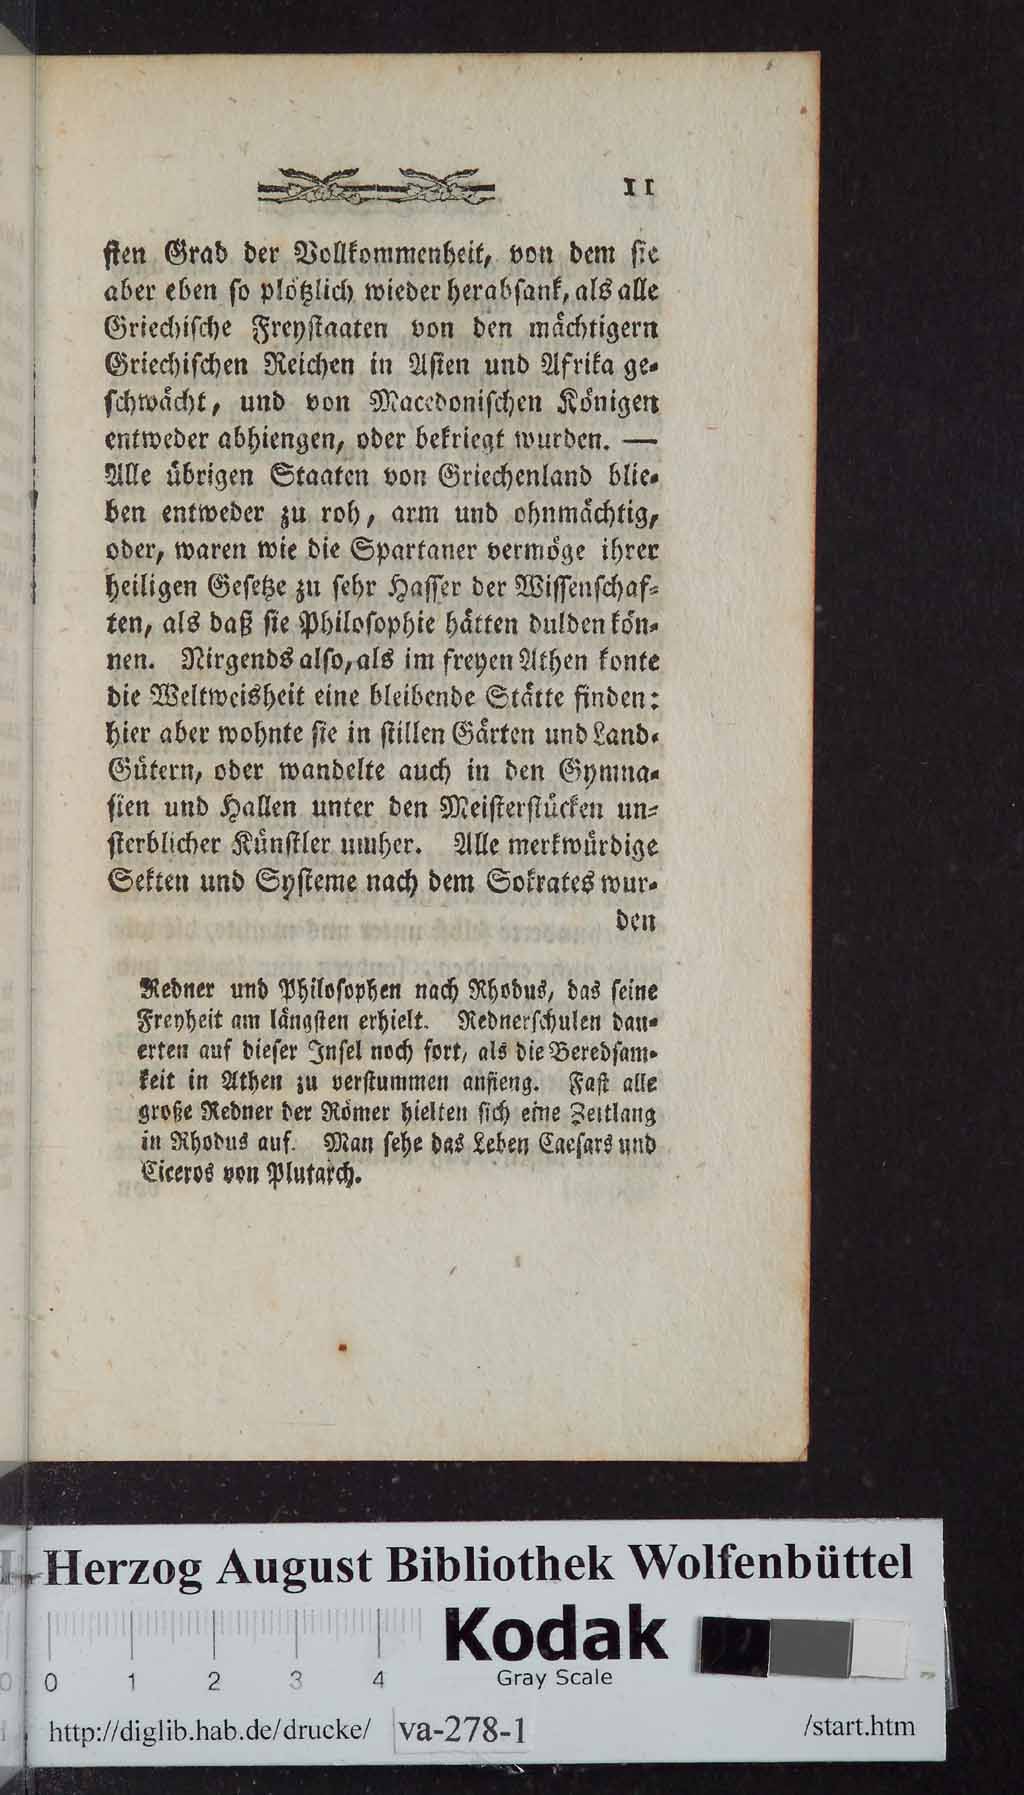 11
sten Grad der Vollkommenheit, von dem sie
aber eben so plötzlich wieder herabsank, als alle
Griechische Freystaaten von den mächtigern
Griechischen Reichen in Asien und Afrika ge-
schwächt, und von Macedonischen Königen
entweder abhiengen, oder bekriegt wurden. —
Alle übrigen Staaten von Griechenland blie-
ben entweder zu roh, arm und ohnmächtig,
oder, waren wie die Spartaner vermöge ihrer
heiligen Gesetze zu sehr Hasser der Wissenschaf-
ten, als daß sie Philosophie hätten dulden kön-
nen. Nirgends also, als im freyen Athen konte
die Weltweisheit eine bleibende Stätte finden:
hier aber wohnte sie in stillen Gärten und Land-
Gütern, oder wandelte auch in den Gymna-
sien und Hallen unter den Meisterstücken un-
sterblicher Künstler umher. Alle merkwürdige
Sekten und Systeme nach dem Sokrates wur-
den
Redner und Philosophen nach Rhodus, das seine
Freyheit am längsten erhielt. Rednerschulen dau-
erten auf dieser Insel noch fort, als die Beredsam-
keit in Athen zu verstummen anfieng. Fast alle
große Redner der Römer hielten sich eine Zeitlang
in Rhodus auf. Man sehe das Leben Caesars und
Ciceros von Plutarch.
Herzog August Bibliothek Wolfenbüttel
Kodak
Gray Scale
0 1 2 3 4
http://diglib.hab.de/drucke/ va-278-1 /start.htm